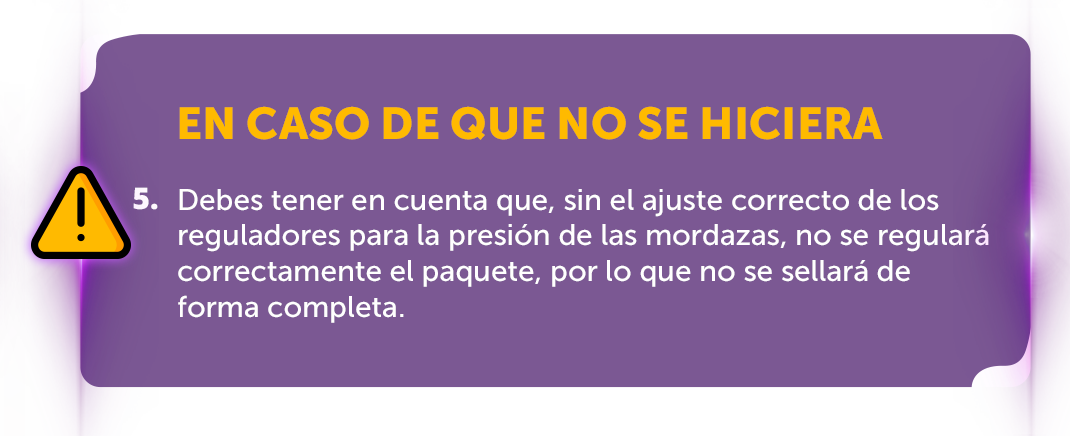 EN CASO DE QUE NO SE HICIERA
5. Debes tener en cuenta que, sin el ajuste correcto de los
reguladores para la presión de las mordazas, no se regulará
correctamente el paquete, por lo que no se sellará de
forma completa.